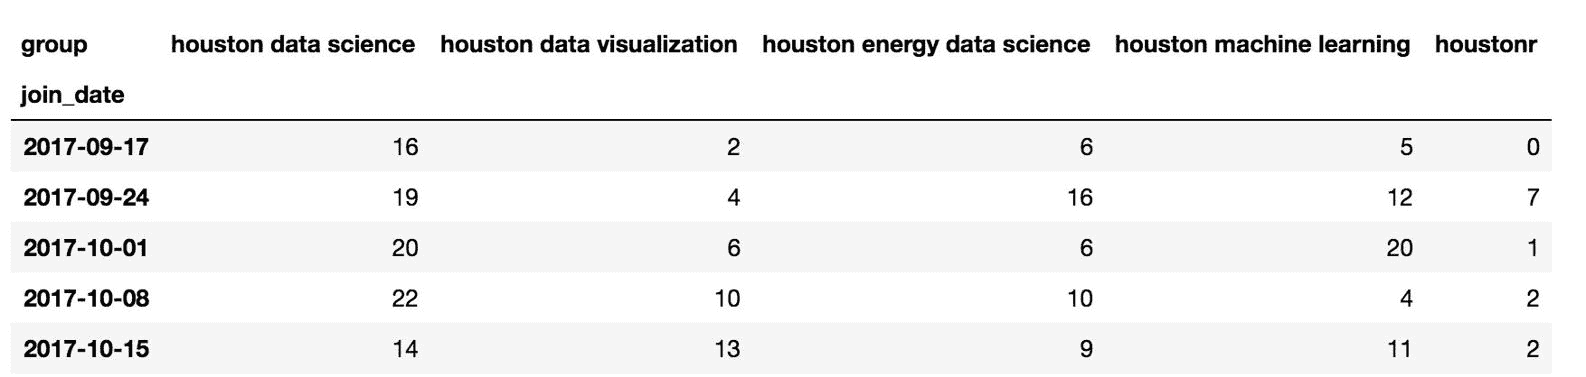 group houston data science houston data visualization houston energy data science houston machine learning houstonr
join_date
2017-09-17 16 2 6 5 0
2017-09-24 19 4 16 12 7
2017-10-01 20 6 6 20 1
2017-10-08 22 10 10 4 2
2017-10-15 14 13 9 11 2